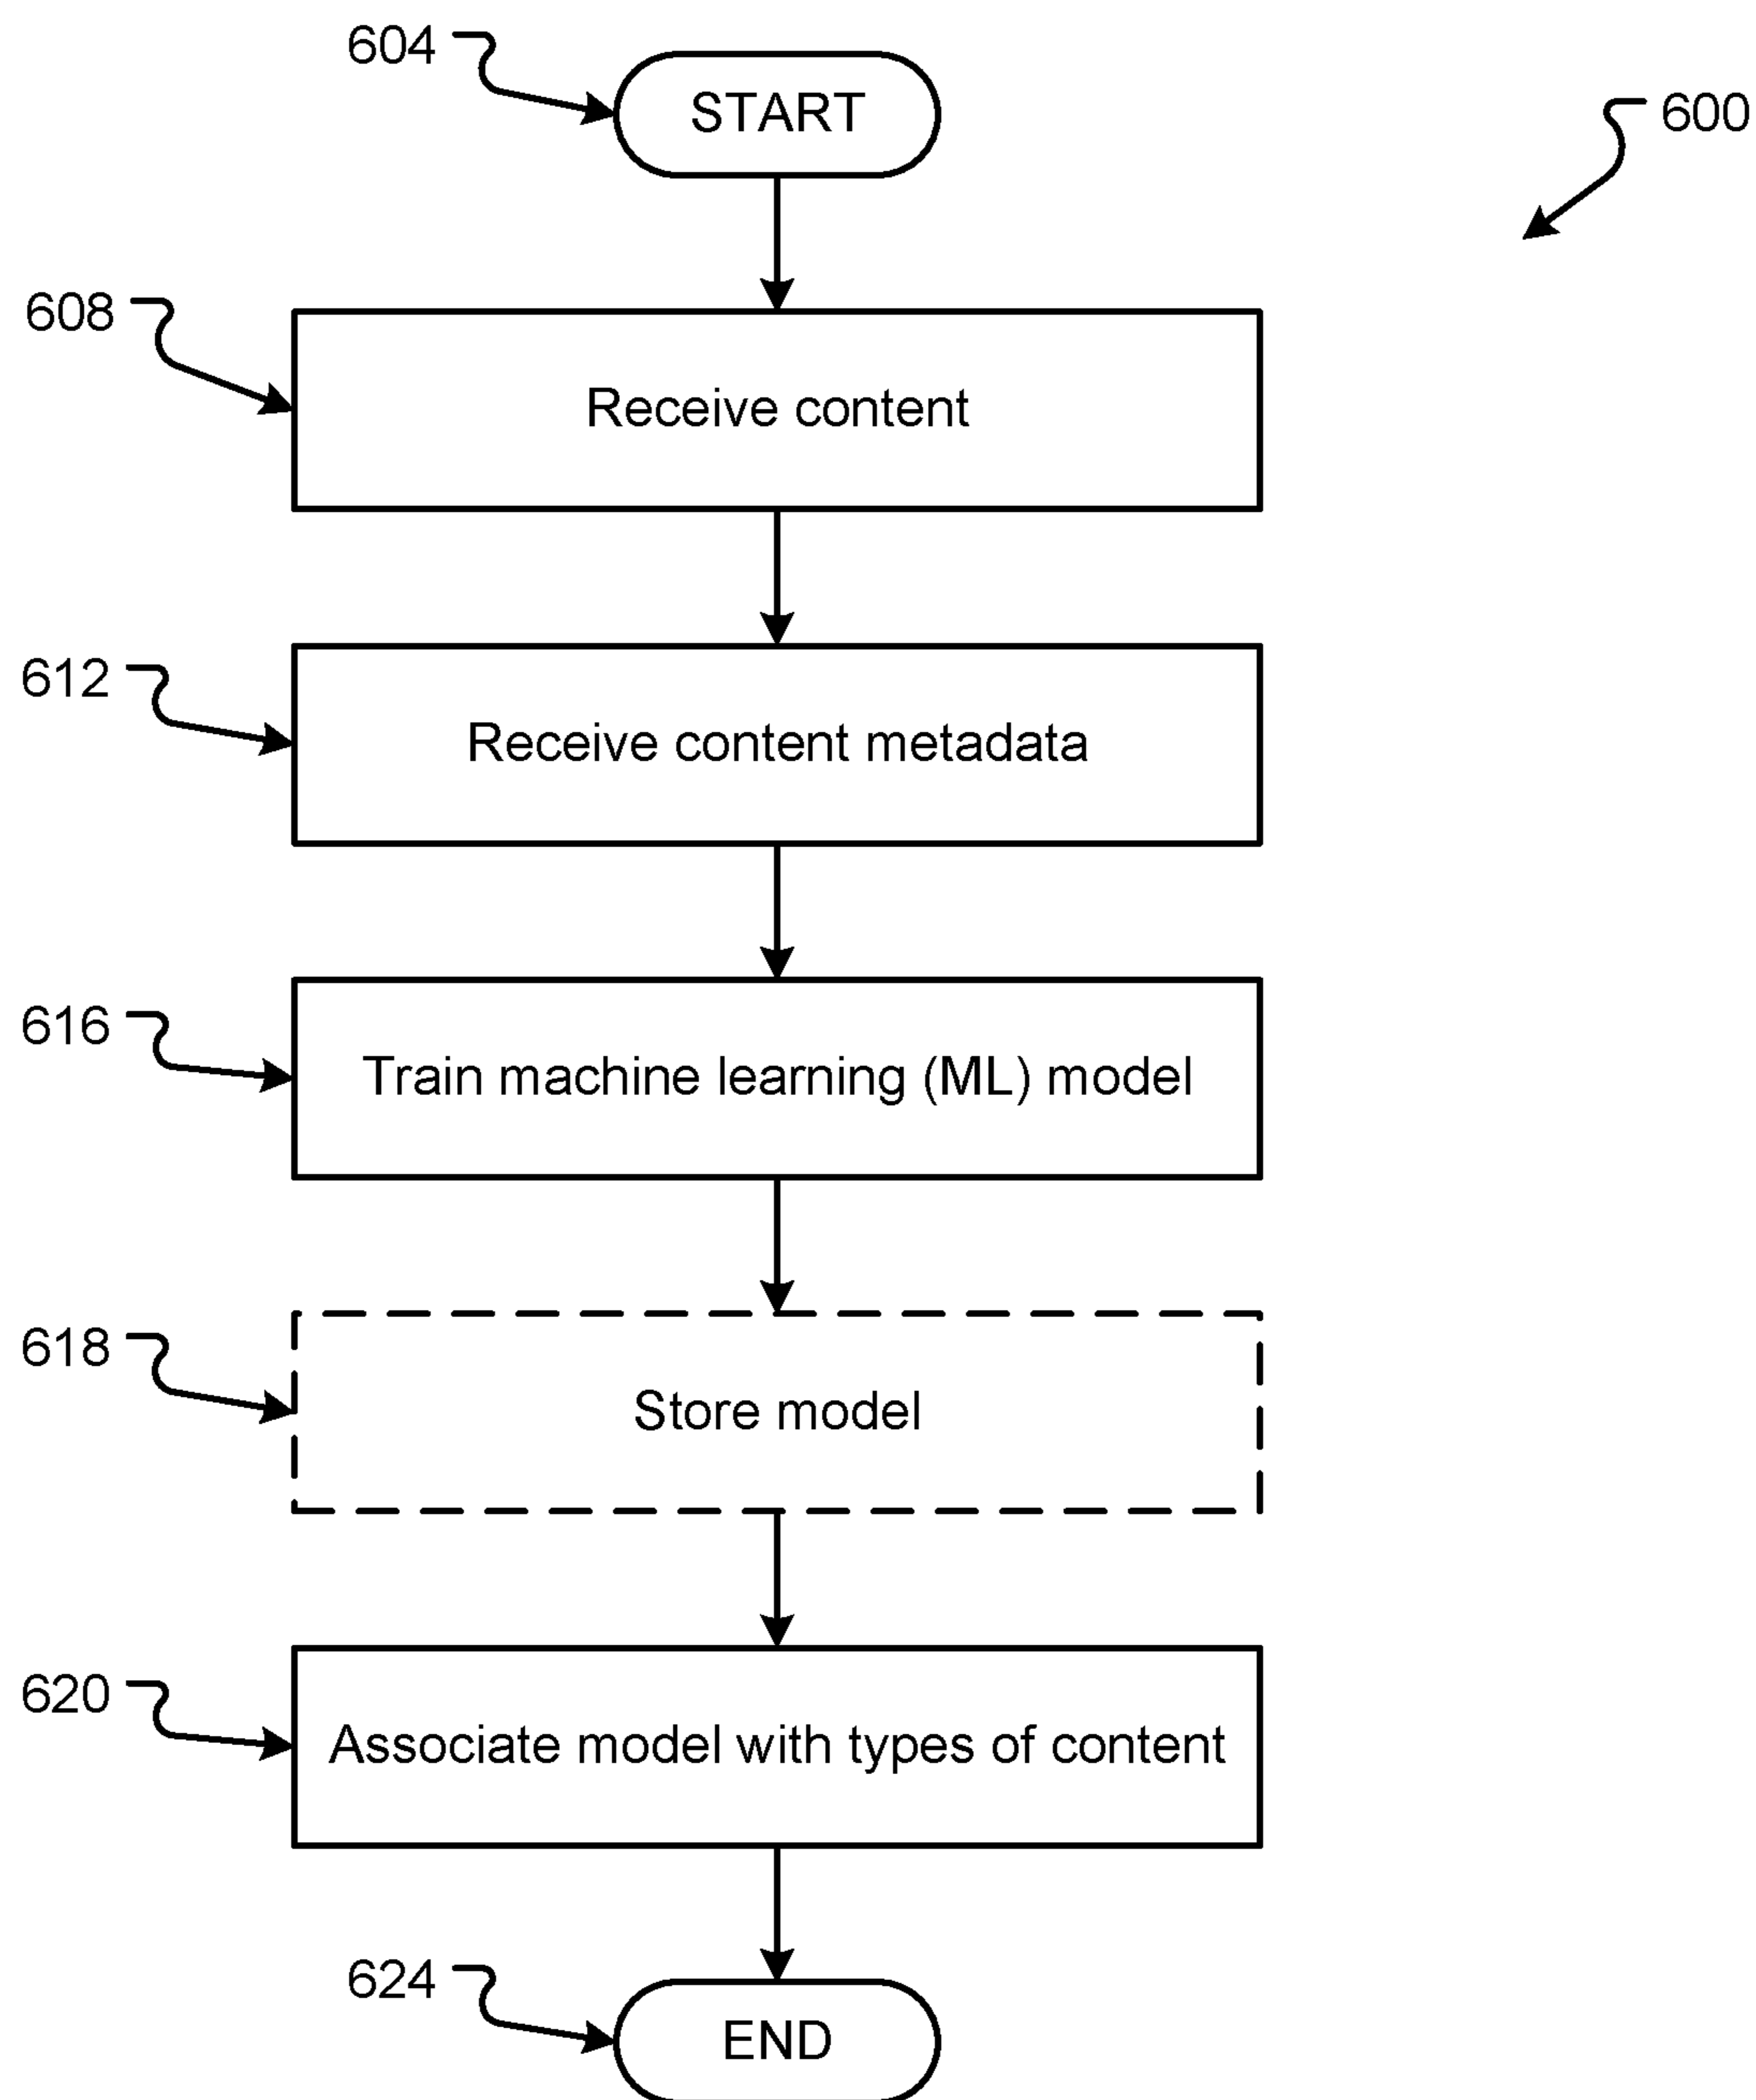 604
START
600
608
Receive content
612
Receive content metadata
616
Train machine learning (ML) model
618
Store model
620
Associate model with types of content
624
END